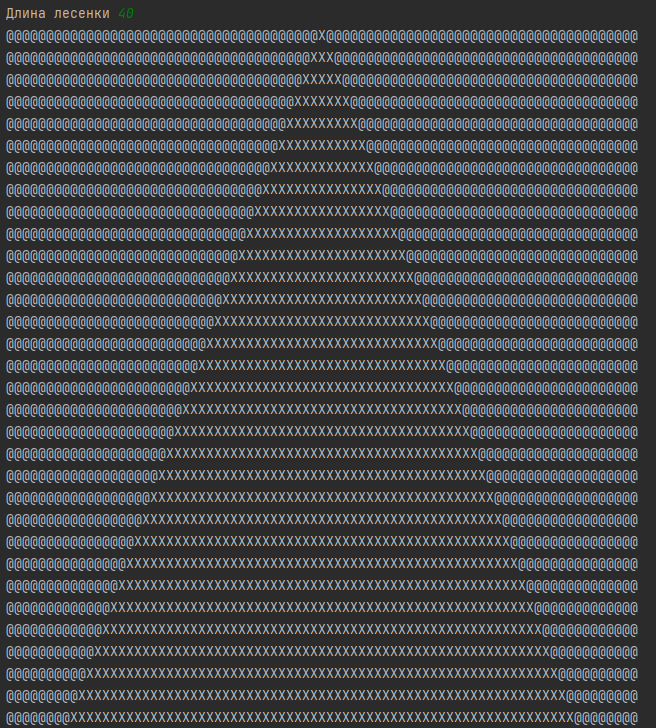 Длина лесенки 40
@@@@@@@@@@@@@@@@@@@@@@@@@@@@@@@@@@@@@@@X@@@@@@@@@@@@@@@@@@@@@@@@@@@@@@@@@@@@@@@
@@@@@@@@@@@@@@@@@@@@@@@@@@@@@@@@@@@@@@XXX@@@@@@@@@@@@@@@@@@@@@@@@@@@@@@@@@@@@@@
@@@@@@@@@@@@@@@@@@@@@@@@@@@@@@@@@@@@@XXXXX@@@@@@@@@@@@@@@@@@@@@@@@@@@@@@@@@@@@@
@@@@@@@@@@@@@@@@@@@@@@@@@@@@@@@@@@@@XXXXXXX@@@@@@@@@@@@@@@@@@@@@@@@@@@@@@@@@@@@
@@@@@@@@@@@@@@@@@@@@@@@@@@@@@@@@@@@XXXXXXXXX@@@@@@@@@@@@@@@@@@@@@@@@@@@@@@@@@@@
@@@@@@@@@@@@@@@@@@@@@@@@@@@@@@@@@@XXXXXXXXXXX@@@@@@@@@@@@@@@@@@@@@@@@@@@@@@@@@@
@@@@@@@@@@@@@@@@@@@@@@@@@@@@@@@@@XXXXXXXXXXXXX@@@@@@@@@@@@@@@@@@@@@@@@@@@@@@@@@
@@@@@@@@@@@@@@@@@@@@@@@@@@@@@@@@XXXXXXXXXXXXXXX@@@@@@@@@@@@@@@@@@@@@@@@@@@@@@@@
@@@@@@@@@@@@@@@@@@@@@@@@@@@@@@@XXXXXXXXXXXXXXXXX@@@@@@@@@@@@@@@@@@@@@@@@@@@@@@@
@@@@@@@@@@@@@@@@@@@@@@@@@@@@@@XXXXXXXXXXXXXXXXXXX@@@@@@@@@@@@@@@@@@@@@@@@@@@@@@
@@@@@@@@@@@@@@@@@@@@@@@@@@@@@XXXXXXXXXXXXXXXXXXXXX@@@@@@@@@@@@@@@@@@@@@@@@@@@@@
@@@@@@@@@@@@@@@@@@@@@@@@@@@@XXXXXXXXXXXXXXXXXXXXXXX@@@@@@@@@@@@@@@@@@@@@@@@@@@@
@@@@@@@@@@@@@@@@@@@@@@@@@@@XXXXXXXXXXXXXXXXXXXXXXXXX@@@@@@@@@@@@@@@@@@@@@@@@@@@
@@@@@@@@@@@@@@@@@@@@@@@@@@XXXXXXXXXXXXXXXXXXXXXXXXXXX@@@@@@@@@@@@@@@@@@@@@@@@@@
@@@@@@@@@@@@@@@@@@@@@@@@@XXXXXXXXXXXXXXXXXXXXXXXXXXXXX@@@@@@@@@@@@@@@@@@@@@@@@@
@@@@@@@@@@@@@@@@@@@@@@@@XXXXXXXXXXXXXXXXXXXXXXXXXXXXXXX@@@@@@@@@@@@@@@@@@@@@@@@
@@@@@@@@@@@@@@@@@@@@@@@XXXXXXXXXXXXXXXXXXXXXXXXXXXXXXXXX@@@@@@@@@@@@@@@@@@@@@@@
@@@@@@@@@@@@@@@@@@@@@@XXXXXXXXXXXXXXXXXXXXXXXXXXXXXXXXXXX@@@@@@@@@@@@@@@@@@@@@@
@@@@@@@@@@@@@@@@@@@@@XXXXXXXXXXXXXXXXXXXXXXXXXXXXXXXXXXXXX@@@@@@@@@@@@@@@@@@@@@
@@@@@@@@@@@@@@@@@@@@XXXXXXXXXXXXXXXXXXXXXXXXXXXXXXXXXXXXXXX@@@@@@@@@@@@@@@@@@@@
@@@@@@@@@@@@@@@@@@@XXXXXXXXXXXXXXXXXXXXXXXXXXXXXXXXXXXXXXXXX@@@@@@@@@@@@@@@@@@@
@@@@@@@@@@@@@@@@@@XXXXXXXXXXXXXXXXXXXXXXXXXXXXXXXXXXXXXXXXXXX@@@@@@@@@@@@@@@@@@
@@@@@@@@@@@@@@@@@XXXXXXXXXXXXXXXXXXXXXXXXXXXXXXXXXXXXXXXXXXXXX@@@@@@@@@@@@@@@@@
@@@@@@@@@@@@@@@@XXXXXXXXXXXXXXXXXXXXXXXXXXXXXXXXXXXXXXXXXXXXXXX@@@@@@@@@@@@@@@@
@@@@@@@@@@@@@@@XXXXXXXXXXXXXXXXXXXXXXXXXXXXXXXXXXXXXXXXXXXXXXXXX@@@@@@@@@@@@@@@
@@@@@@@@@@@@@@XXXXXXXXXXXXXXXXXXXXXXXXXXXXXXXXXXXXXXXXXXXXXXXXXXX@@@@@@@@@@@@@@
@@@@@@@@@@@@@XXXXXXXXXXXXXXXXXXXXXXXXXXXXXXXXXXXXXXXXXXXXXXXXXXXXX@@@@@@@@@@@@@
@@@@@@@@@@@@XXXXXXXXXXXXXXXXXXXXXXXXXXXXXXXXXXXXXXXXXXXXXXXXXXXXXXX@@@@@@@@@@@@
@@@@@@@@@@@XXXXXXXXXXXXXXXXXXXXXXXXXXXXXXXXXXXXXXXXXXXXXXXXXXXXXXXXX@@@@@@@@@@@
@@@@@@@@@@XXXXXXXXXXXXXXXXXXXXXXXXXXXXXXXXXXXXXXXXXXXXXXXXXXXXXXXXXXX@@@@@@@@@@
@@@@@@@@@XXXXXXXXXXXXXXXXXXXXXXXXXXXXXXXXXXXXXXXXXXXXXXXXXXXXXXXXXXXXX@@@@@@@@@
@@@@@@@@XXXXXXXXXXXXXXXXXXXXXXXXXXXXXXXXXXXXXXXXXXXXXXXXXXXXXXXXXXXXXXX@@@@@@@@